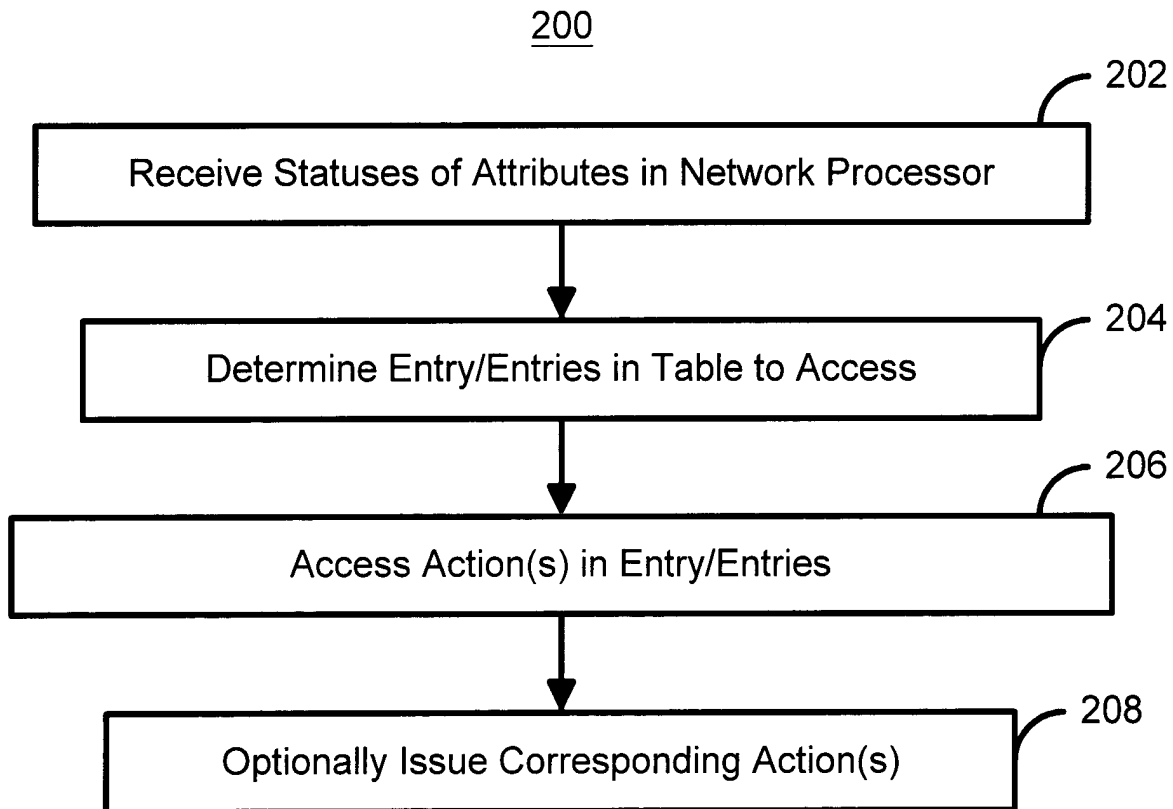 200
202
Receive Statuses of Attributes in Network Processor
204
Determine Entry/Entries in Table to Access
206
Access Action(s) in Entry/Entries
208
Optionally Issue Corresponding Action(s)